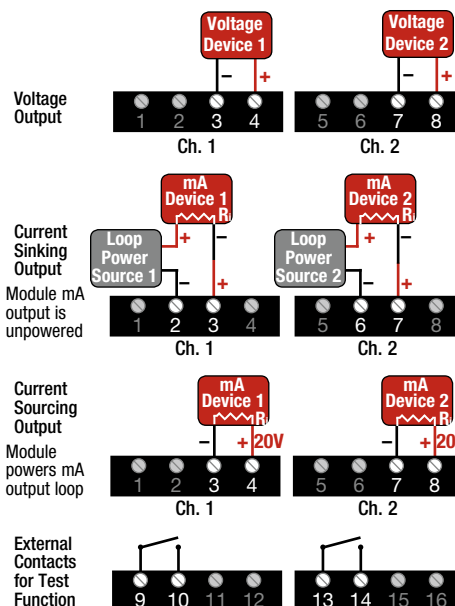 Voltage Device 1
Voltage Device 2
Voltage Output
− +
− +
1 2 3 4
5 6 7 8
Ch. 1
Ch. 2
mA Device 1
Ri
mA Device 2
Ri
Current Sinking Output
Loop Power Source 1
+ −
− +
Loop Power Source 2
+ −
− +
Module mA output is unpowered
1 2 3 4
5 6 7 8
Ch. 1
Ch. 2
Current Sourcing Output
mA Device 1
Ri
mA Device 2
Ri
− + 20V
− + 20
Module powers mA output loop
1 2 3 4
5 6 7 8
Ch. 1
Ch. 2
External Contacts for Test Function
9 10 11 12
13 14 15 16